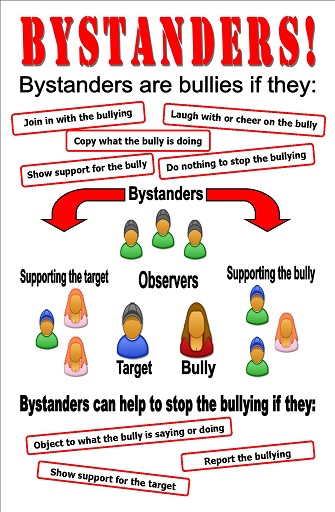 BYSTANDERS!
Bystanders are bullies if they:
Join in with the bullying
Laugh with or cheer on the bully
Copy what the bully is doing
Show support for the bully
Do nothing to stop the bullying
Bystanders
Supporting the target
Observers
Supporting the bully
Target
Bully
Bystanders can help to stop the bullying if they:
Object to what the bully is saying or doing
Report the bullying
Show support for the target